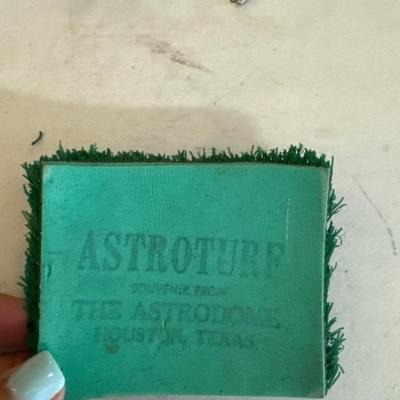 ASTROTURF
SOUVENIR FROM
THE ASTRODOME
HOUSTON, TEXAS